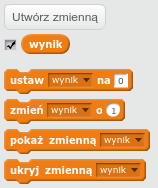 Utwórz zmienną
wynik
ustaw wynik na 0
zmień wynik o 1
pokaż zmienną wynik
ukryj zmienną wynik